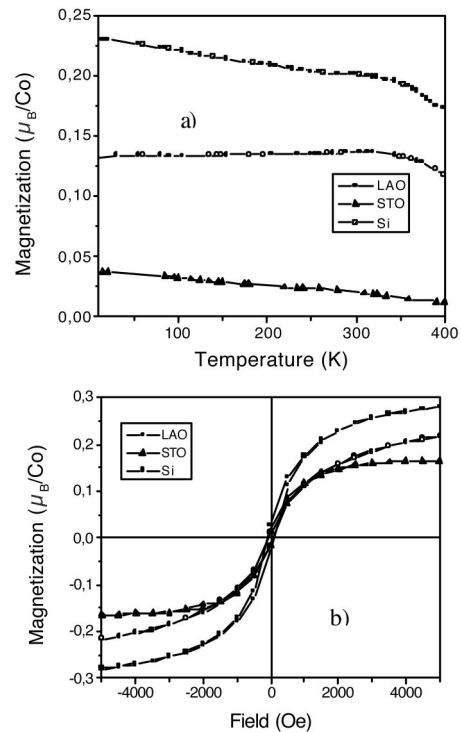 0,25
0,20
0,15
0,10
0,05
0,00
Magnetization (μB/Co)
a)
LAO
STO
Si
100
200
300
400
Temperature (K)
0,3
0,2
0,1
0,0
-0,1
-0,2
-0,3
Magnetization (μB/Co)
LAO
STO
Si
b)
-4000
-2000
0
2000
4000
Field (Oe)